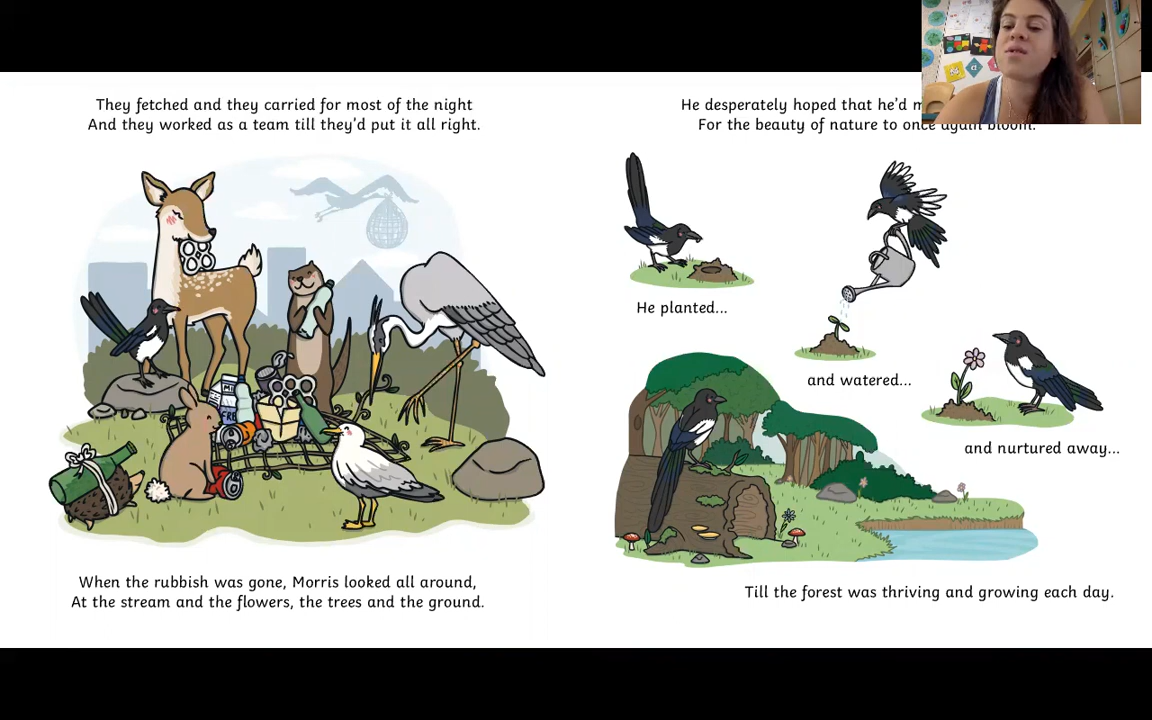 They fetched and they carried for most of the night
And they worked as a team till they'd put it all right.
When the rubbish was gone, Morris looked all around,
At the stream and the flowers, the trees and the ground.
He desperately hoped that he'd m
For the beauty of nature to once again bloom.
He planted...
and watered...
and nurtured away...
Till the forest was thriving and growing each day.